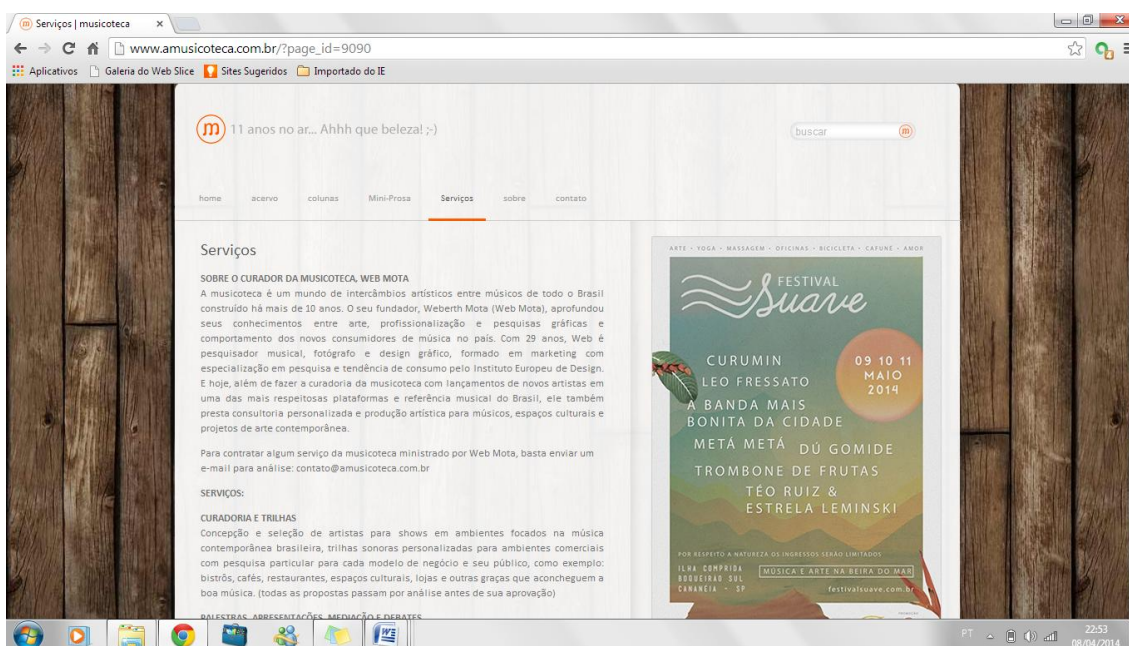 Serviços | musicoteca
www.amusicoteca.com.br/?page_id=9090
Aplicativos Galeria do Web Slice Sites Sugeridos Importado do IE
m 11 anos no ar... Ahhh que beleza! ;-)
buscar m
home acervo colunas Mini-Prosa Serviços sobre contato
Serviços
SOBRE O CURADOR DA MUSICOTECA, WEB MOTA
A musicoteca é um mundo de intercâmbios artísticos entre músicos de todo o Brasil
construído há mais de 10 anos. O seu fundador, Weberth Mota (Web Mota), aprofundou
seus conhecimentos entre arte, profissionalização e pesquisas gráficas e
comportamento dos novos consumidores de música no país. Com 29 anos, Web é
pesquisador musical, fotógrafo e design gráfico, formado em marketing com
especialização em pesquisa e tendência de consumo pelo Instituto Europeu de Design.
E hoje, além de fazer a curadoria da musicoteca com lançamentos de novos artistas em
uma das mais respeitosas plataformas e referência musical do Brasil, ele também
presta consultoria personalizada e produção artística para músicos, espaços culturais e
projetos de arte contemporânea.
Para contratar algum serviço da musicoteca ministrado por Web Mota, basta enviar um
e-mail para análise: contato@amusicoteca.com.br
SERVIÇOS:
CURADORIA E TRILHAS
Concepção e seleção de artistas para shows em ambientes focados na música
contemporânea brasileira, trilhas sonoras personalizadas para ambientes comerciais
com pesquisa particular para cada modelo de negócio e seu público, como exemplo:
bistrôs, cafés, restaurantes, espaços culturais, lojas e outras graças que aconcheguem a
boa música. (todas as propostas passam por análise antes de sua aprovação)
PALESTRAS, APRESENTAÇÕES, MEDIAÇÃO E DEBATES
ARTE • YOGA • MASSAGEM • OFICINAS • BICICLETA • CAFUNÉ • AMOR
FESTIVAL
Suave
09 10 11
MAIO
2014
CURUMIN
LEO FRESSATO
A BANDA MAIS
BONITA DA CIDADE
METÁ METÁ DÚ GOMIDE
TROMBONE DE FRUTAS
TÉO RUIZ &
ESTRELA LEMINSKI
POR RESPEITO A NATUREZA OS INGRESSOS SERÃO LIMITADOS
ILHA COMPRIDA
BOQUEIRAO SUL
CANANEIA - SP
MÚSICA E ARTE NA BEIRA DO MAR
festivalsuave.com.br
PT
22:53
08/04/2014